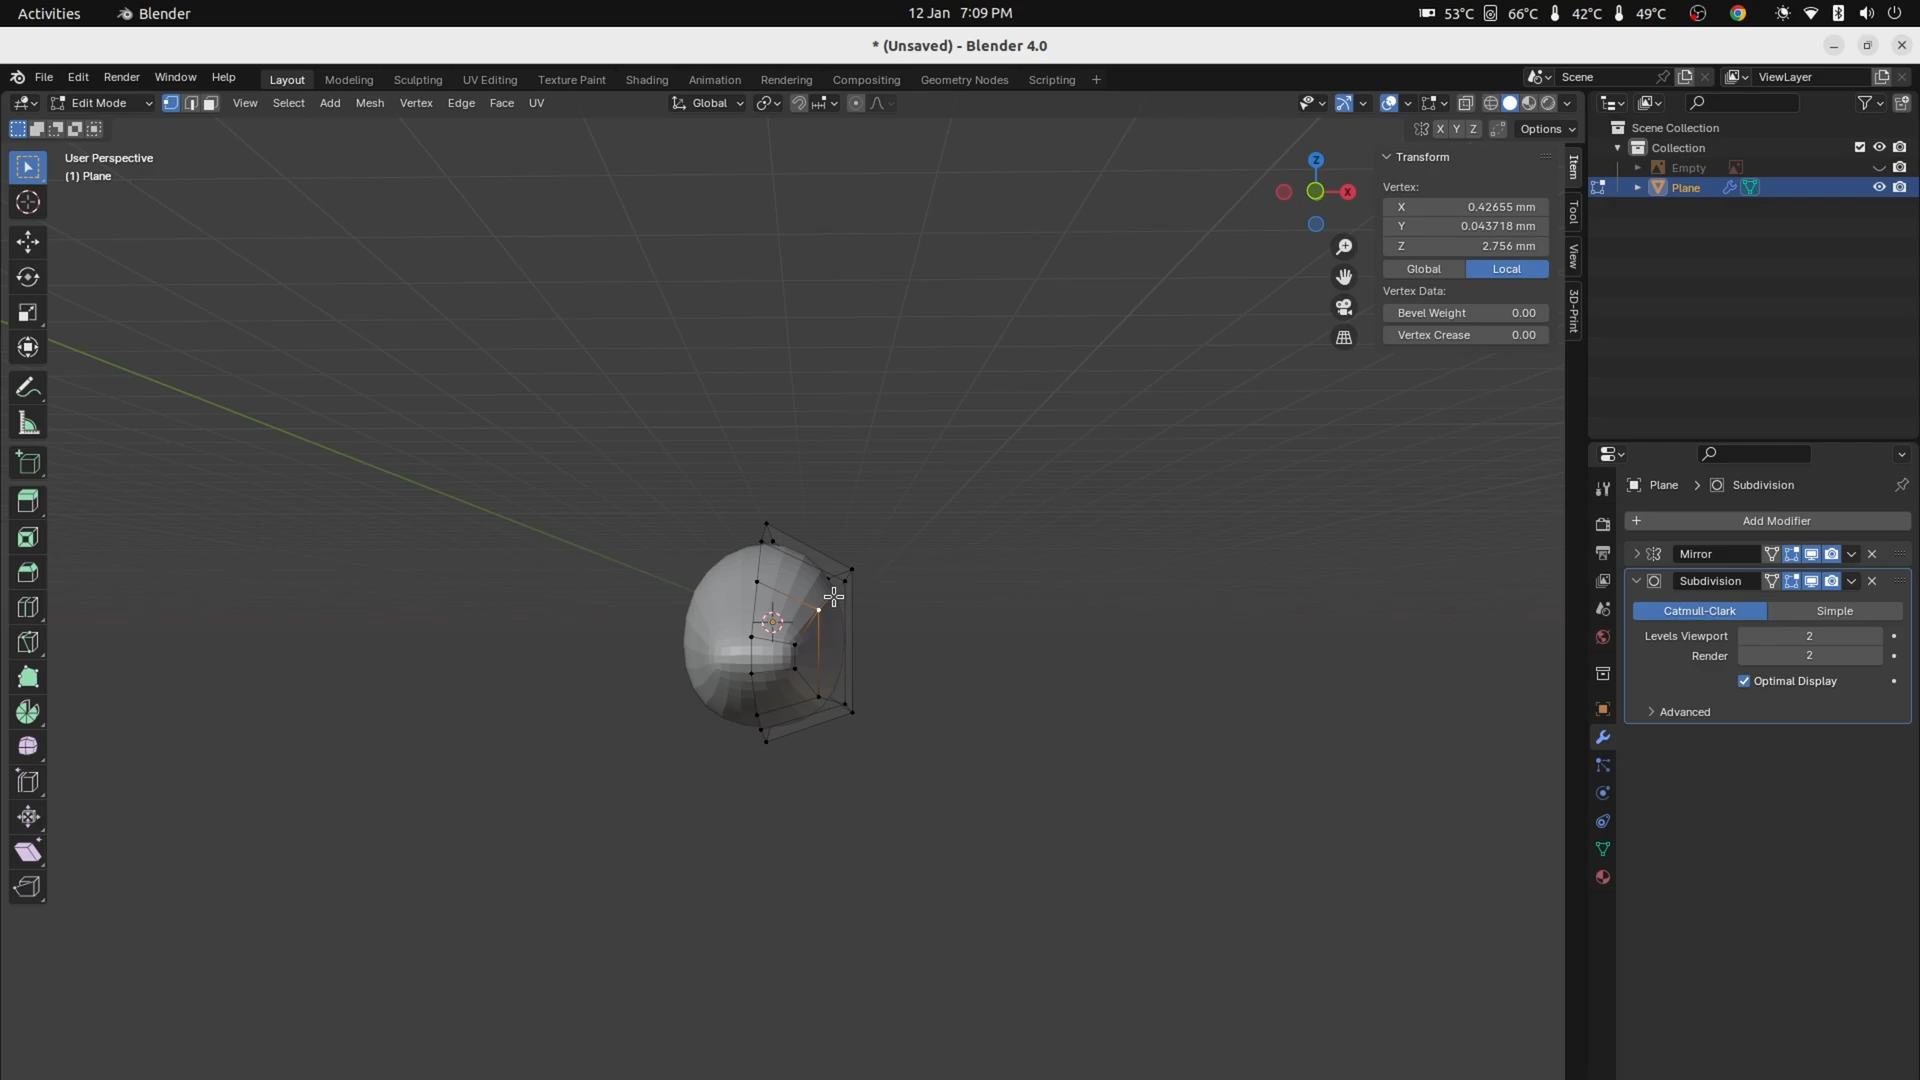 Activities Blender 12 Jan 7:09 PM 53°C 66°C 42°C 49°C
* (Unsaved) - Blender 4.0
File Edit Render Window Help Layout Modeling Sculpting UV Editing Texture Paint Shading Animation Rendering Compositing Geometry Nodes Scripting + Scene ViewLayer
Edit Mode View Select Add Mesh Vertex Edge Face UV Global
X Y Z Options
Scene Collection
Collection
Empty
Plane
User Perspective
(1) Plane
Z
X
Transform
Vertex:
X 0.42655 mm
Y 0.043718 mm
Z 2.756 mm
Global Local
Vertex Data:
Bevel Weight 0.00
Vertex Crease 0.00
Item
Tool
View
3D-Print
Plane > Subdivision
+ Add Modifier
Mirror
Subdivision
Catmull-Clark Simple
Levels Viewport 2
Render 2
Optimal Display
Advanced